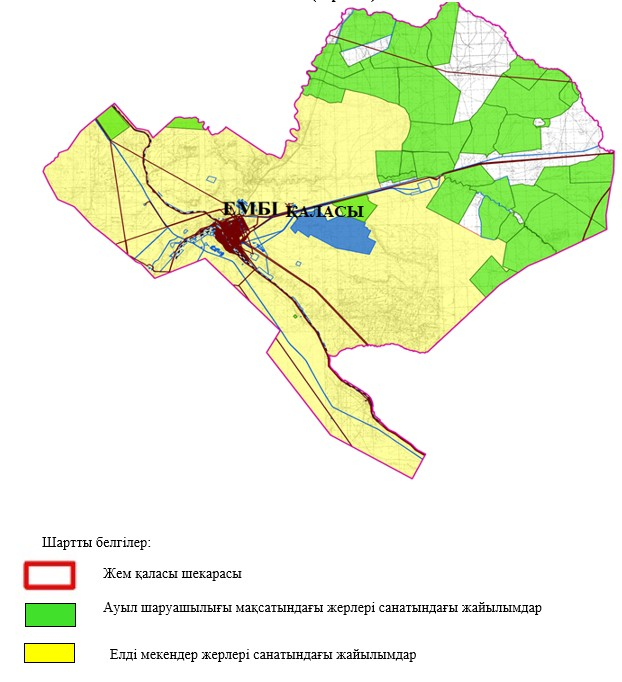 ЕМБІ ҚАЛАСЫ
Шартты белгілер:
Жем қаласы шекарасы
Ауыл шаруашылығы мақсатындағы жерлері санатындағы жайылымдар
Елді мекендер жерлері санатындағы жайылымдар